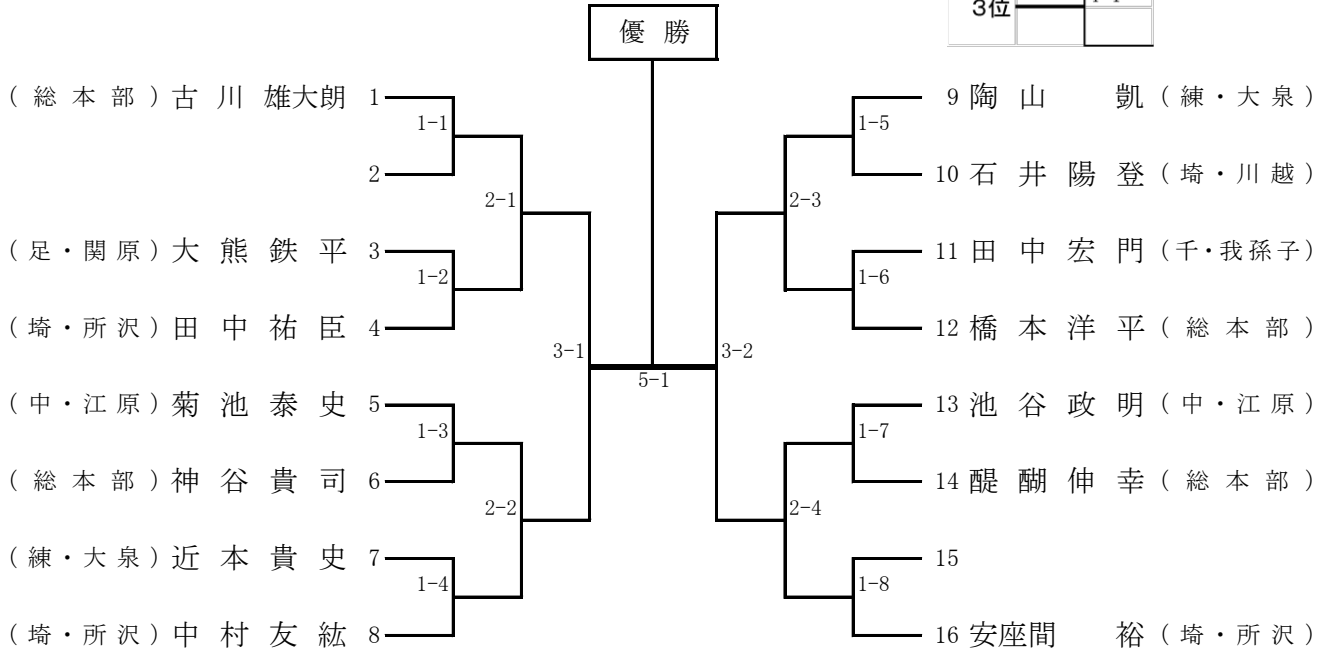 優勝
3位
(総本部)古川雄大朗 1
1-1
2
2-1
(足・関原)大熊鉄平 3
1-2
(埼・所沢)田中祐臣 4
3-1
(中・江原)菊池泰史 5
1-3
(総本部)神谷貴司 6
2-2
(練・大泉)近本貴史 7
1-4
(埼・所沢)中村友紘 8
5-1
9 陶山 凱(練・大泉)
1-5
10 石井陽登(埼・川越)
2-3
11 田中宏門(千・我孫子)
1-6
12 橋本洋平(総本部)
3-2
13 池谷政明(中・江原)
1-7
14 醍醐伸幸(総本部)
2-4
15
1-8
16 安座間 裕(埼・所沢)